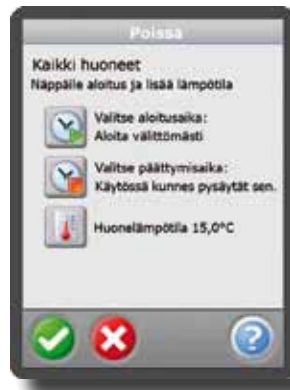 Poissa
Kaikki huoneet
Näppäile aloitus ja lisää lämpötila
Valitse aloitusaika:
Aloita välittömästi
Valitse päättymisaika:
Käytössä kunnes pysäytät sen.
Huonelämpötila 15,0°C
?